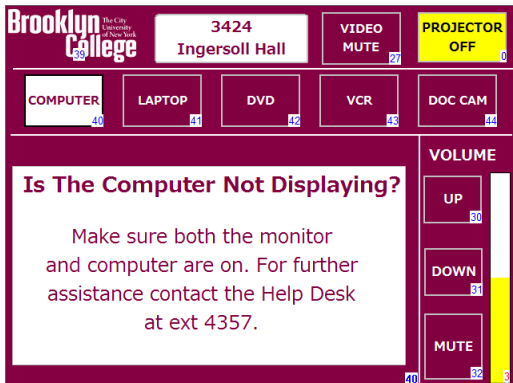 Brooklyn The City
University
of New York
College
39
3424
Ingersoll Hall
VIDEO
MUTE
27
PROJECTOR
OFF
0
COMPUTER
40
LAPTOP
41
DVD
42
VCR
43
DOC CAM
44
Is The Computer Not Displaying?
Make sure both the monitor
and computer are on. For further
assistance contact the Help Desk
at ext 4357.
40
VOLUME
UP
30
DOWN
31
MUTE
32
3